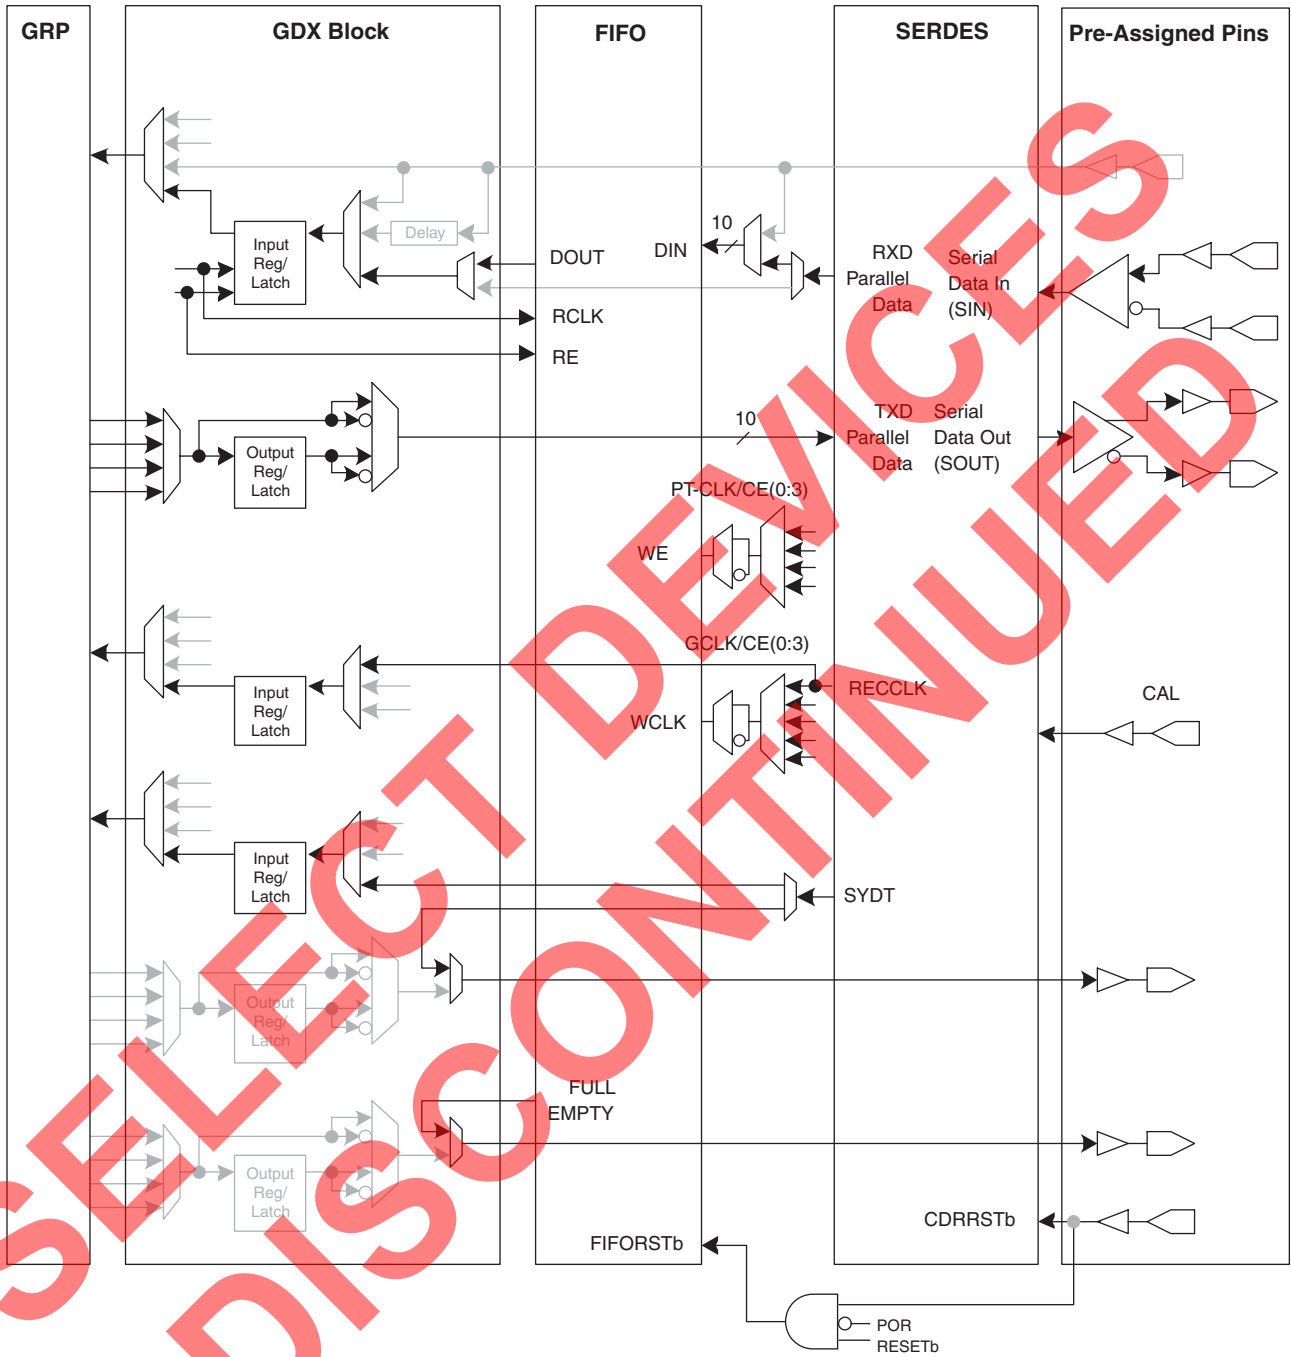 GRP
GDX Block
FIFO
SERDES
Pre-Assigned Pins
Delay
Input
Reg/
Latch
DOUT
RCLK
RE
DIN
10
RXD
Parallel
Data
Serial
Data In
(SIN)
Output
Reg/
Latch
10
TXD
Parallel
Data
Serial
Data Out
(SOUT)
PT-CLK/CE(0:3)
WE
GCLK/CE(0:3)
WCLK
RECCLK
CAL
Input
Reg/
Latch
Input
Reg/
Latch
SYDT
Output
Reg/
Latch
FULL
EMPTY
Output
Reg/
Latch
CDRRSTb
FIFORSTb
POR
RESETb
SELECT DEVICES
DISCONTINUED